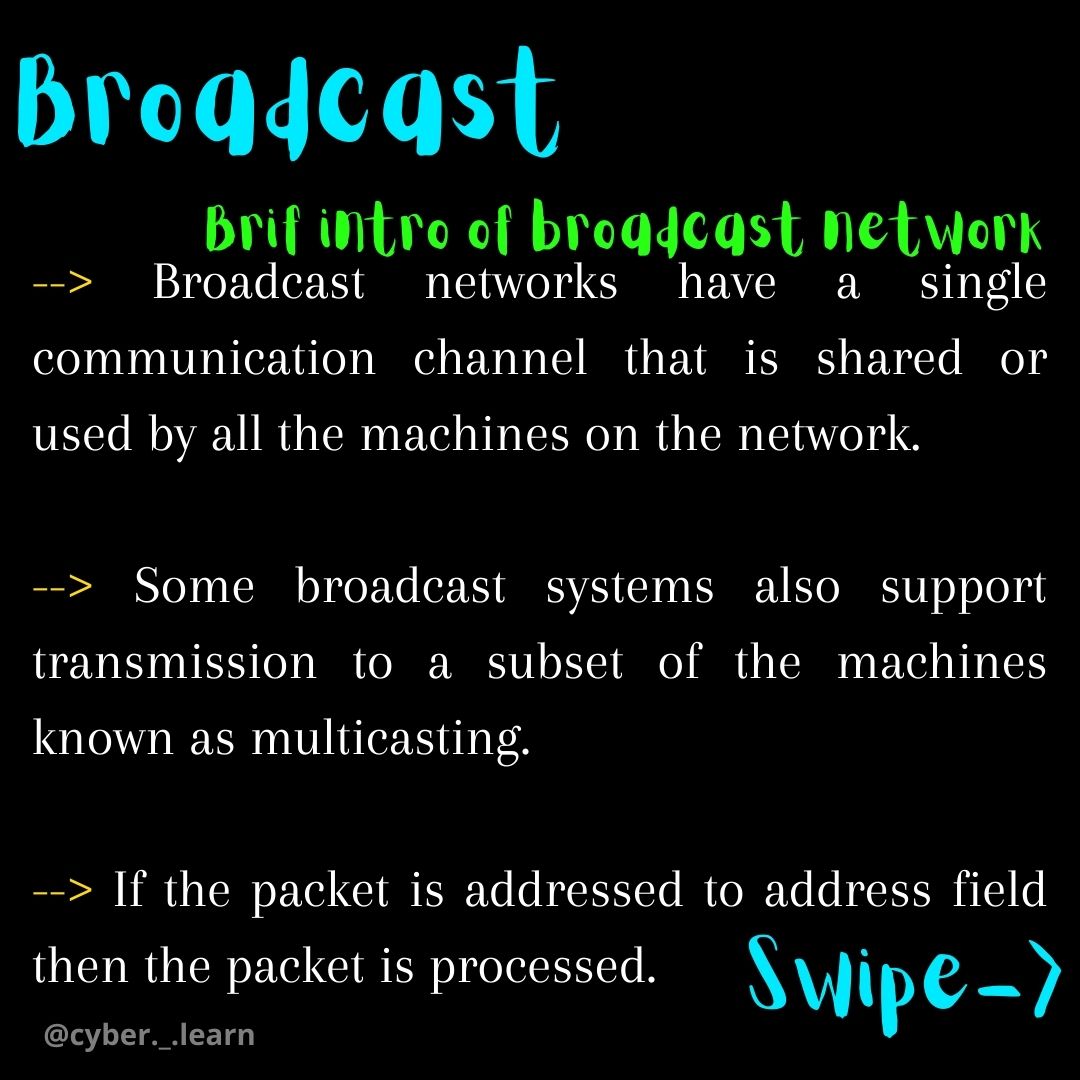 Broadcast
Brif intro of broadcast network
--> Broadcast networks have a single
communication channel that is shared or
used by all the machines on the network.
--> Some broadcast systems also support
transmission to a subset of the machines
known as multicasting.
--> If the packet is addressed to address field
then the packet is processed.
Swipe->
@cyber._.learn